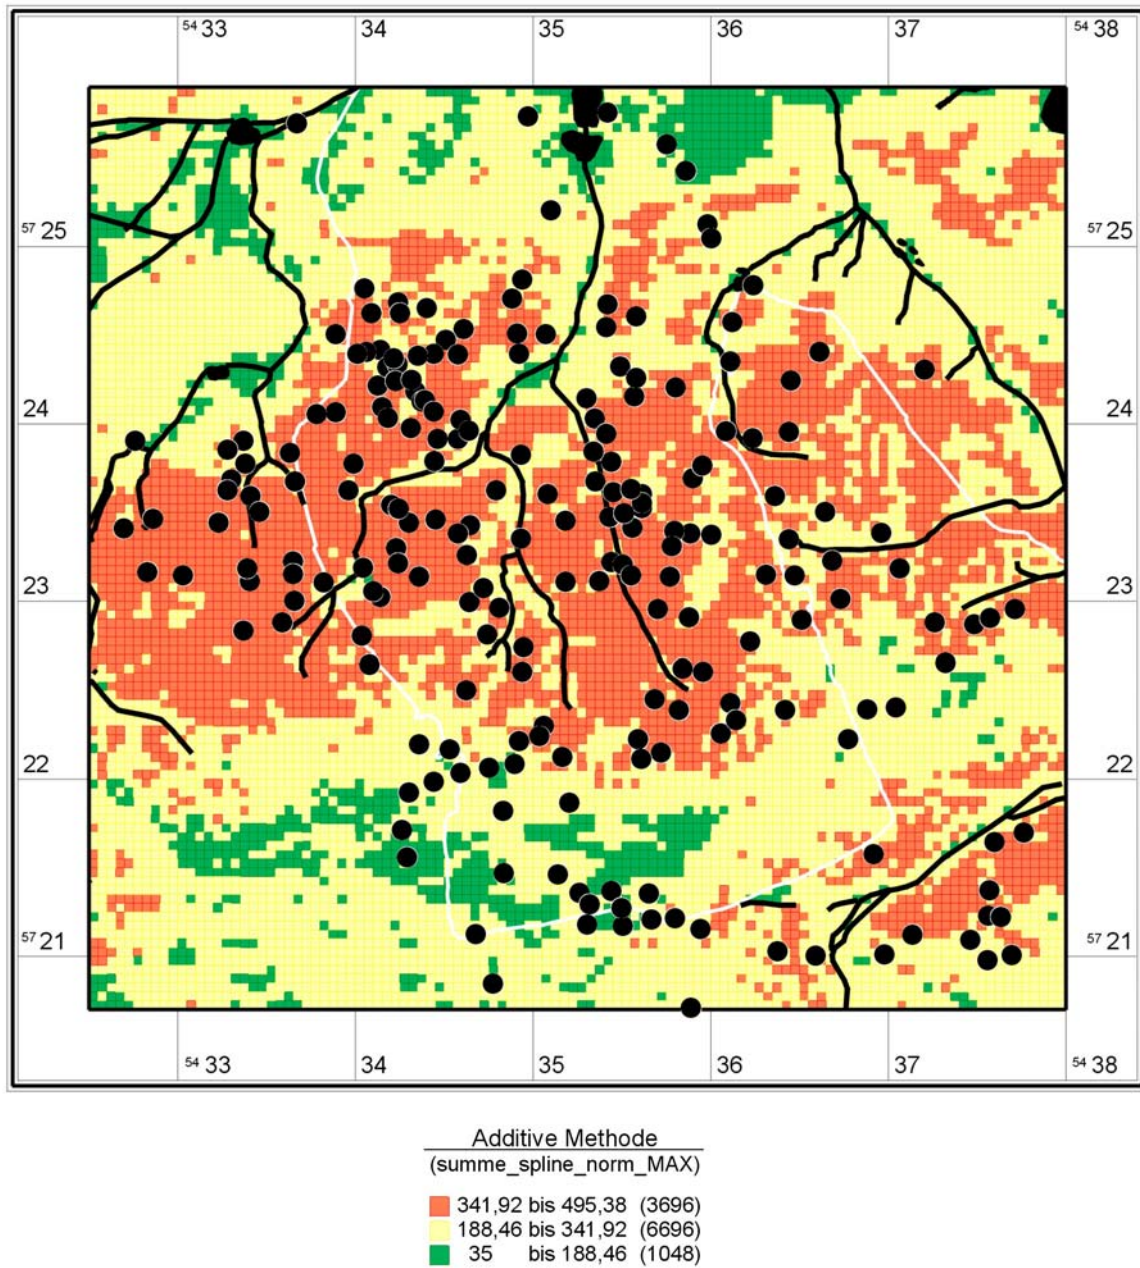 54 33 34 35 36 37 54 38
57 25 57 25
24 24
23 23
22 22
57 21 57 21
54 33 34 35 36 37 54 38
Additive Methode
(summe_spline_norm_MAX)
341,92 bis 495,38 (3696)
188,46 bis 341,92 (6696)
35 bis 188,46 (1048)